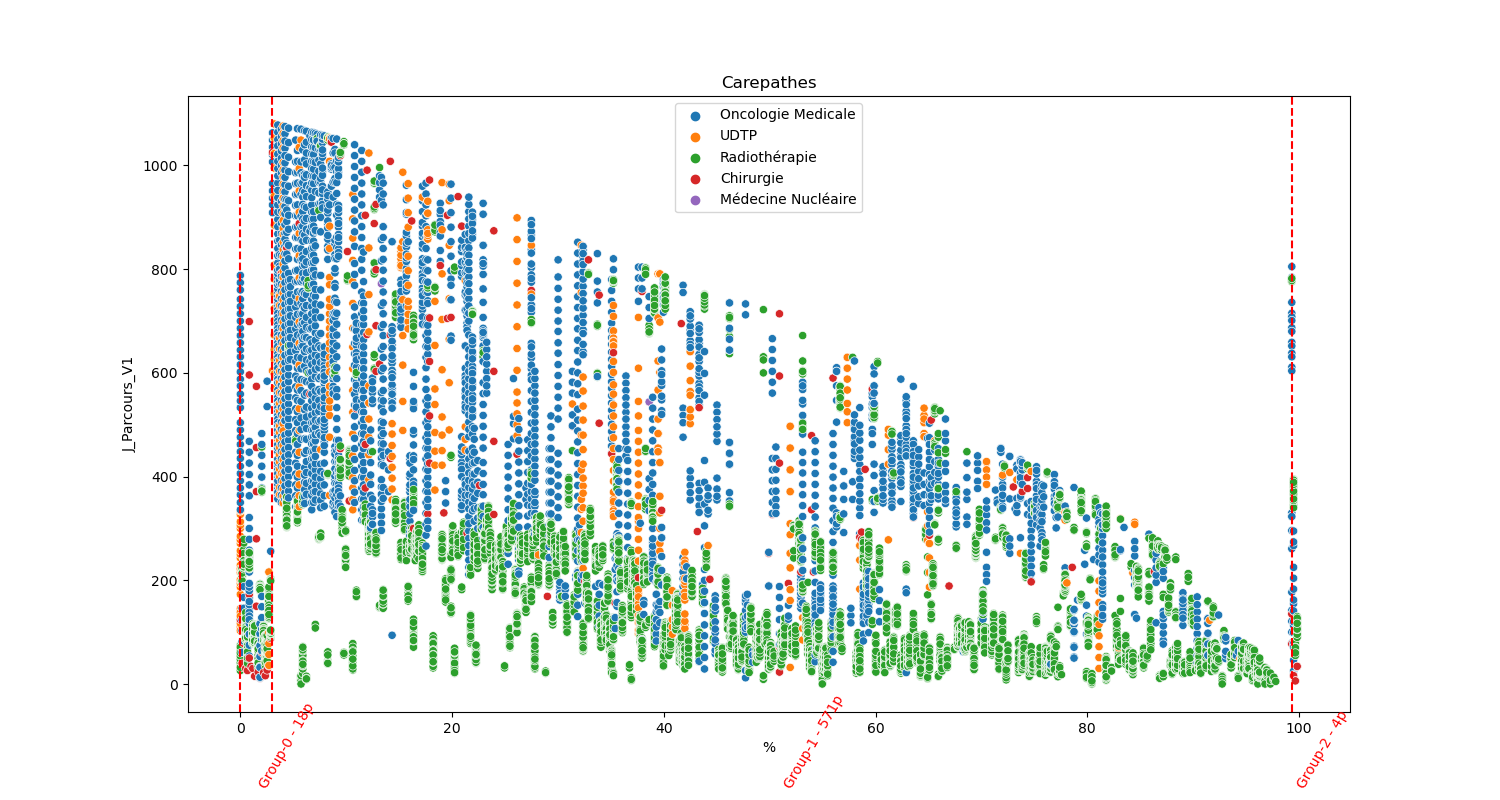 Carepathes
Oncologie Medicale
UDTP
Radiothérapie
Chirurgie
Médecine Nucléaire
J_Parcours_V1
1000
800
600
400
200
0
0
20
40
60
80
100
%
Group-0 - 18p
Group-1 - 571p
Group-2 - 4p